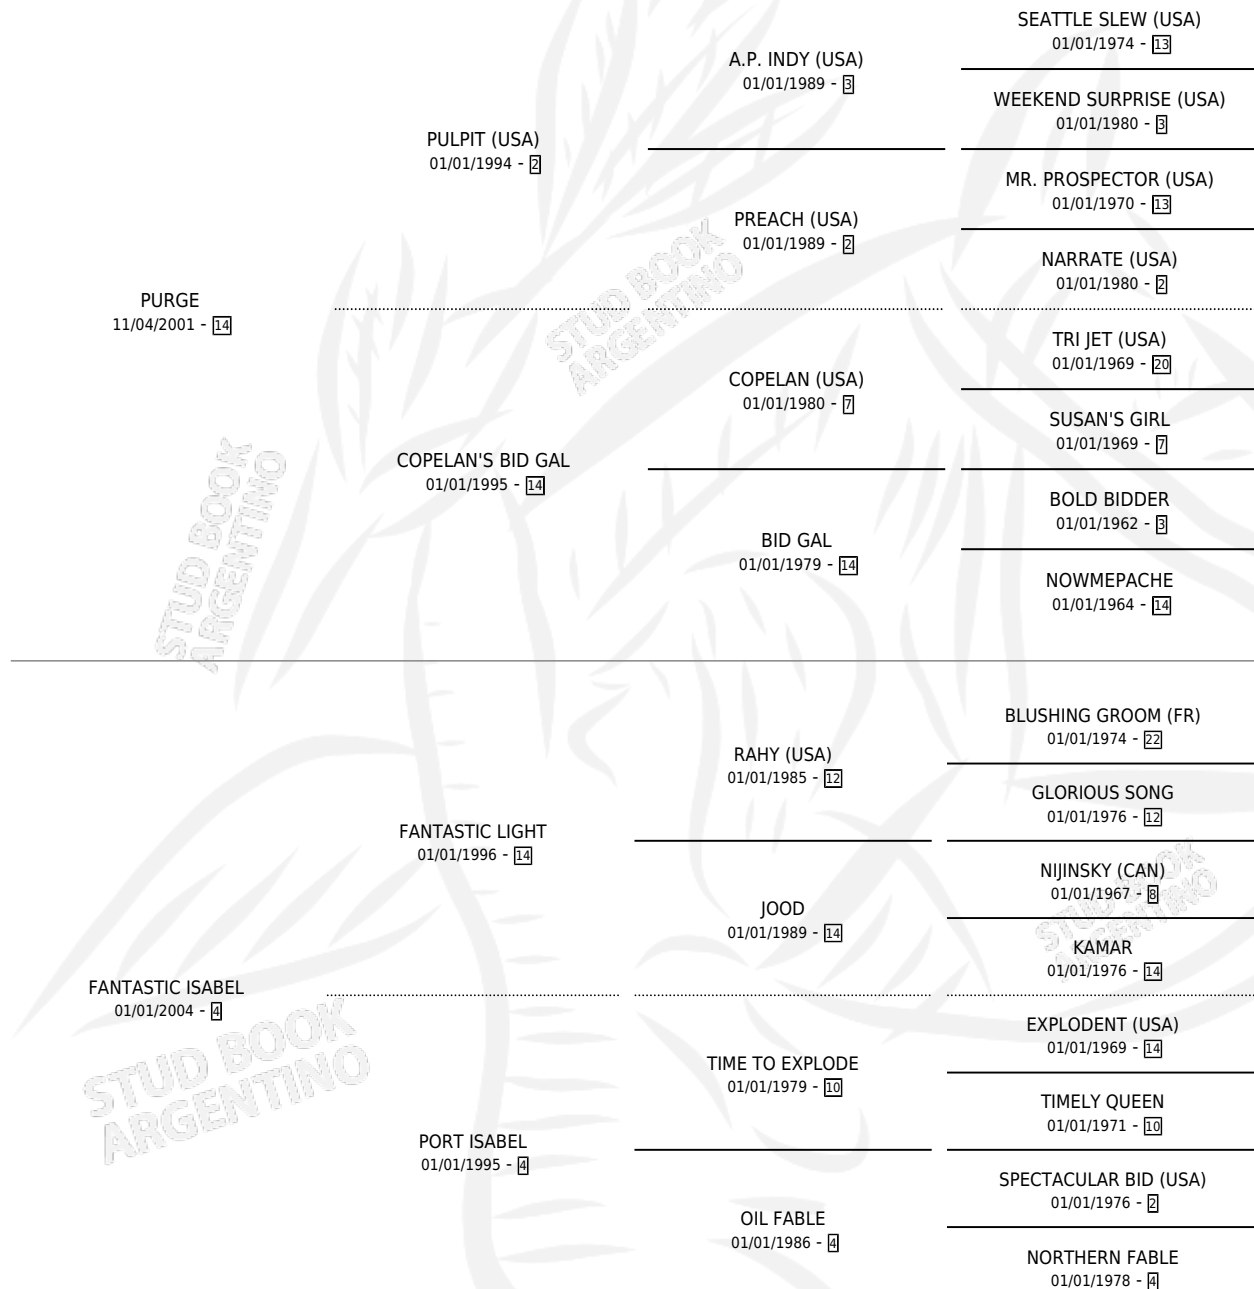 SEATTLE SLEW (USA)
01/01/1974 - 13
A.P. INDY (USA)
01/01/1989 - 3
WEEKEND SURPRISE (USA)
01/01/1980 - 3
PULPIT (USA)
01/01/1994 - 2
MR. PROSPECTOR (USA)
01/01/1970 - 13
PREACH (USA)
01/01/1989 - 2
NARRATE (USA)
01/01/1980 - 2
PURGE
11/04/2001 - 14
TRI JET (USA)
01/01/1969 - 20
COPELAN (USA)
01/01/1980 - 7
SUSAN'S GIRL
01/01/1969 - 7
COPELAN'S BID GAL
01/01/1995 - 14
BOLD BIDDER
01/01/1962 - 3
BID GAL
01/01/1979 - 14
NOWMEPACHE
01/01/1964 - 14
BLUSHING GROOM (FR)
01/01/1974 - 22
RAHY (USA)
01/01/1985 - 12
GLORIOUS SONG
01/01/1976 - 12
FANTASTIC LIGHT
01/01/1996 - 14
NIJINSKY (CAN)
01/01/1967 - 8
JOOD
01/01/1989 - 14
KAMAR
01/01/1976 - 14
FANTASTIC ISABEL
01/01/2004 - 4
EXPLODENT (USA)
01/01/1969 - 14
TIME TO EXPLODE
01/01/1979 - 10
TIMELY QUEEN
01/01/1971 - 10
PORT ISABEL
01/01/1995 - 4
SPECTACULAR BID (USA)
01/01/1976 - 2
OIL FABLE
01/01/1986 - 4
NORTHERN FABLE
01/01/1978 - 4
STUD BOOK
ARGENTINO
STUD BOOK
ARGENTINO
STUD BOOK
ARGENTINO
STUD BOOK
ARGENTINO